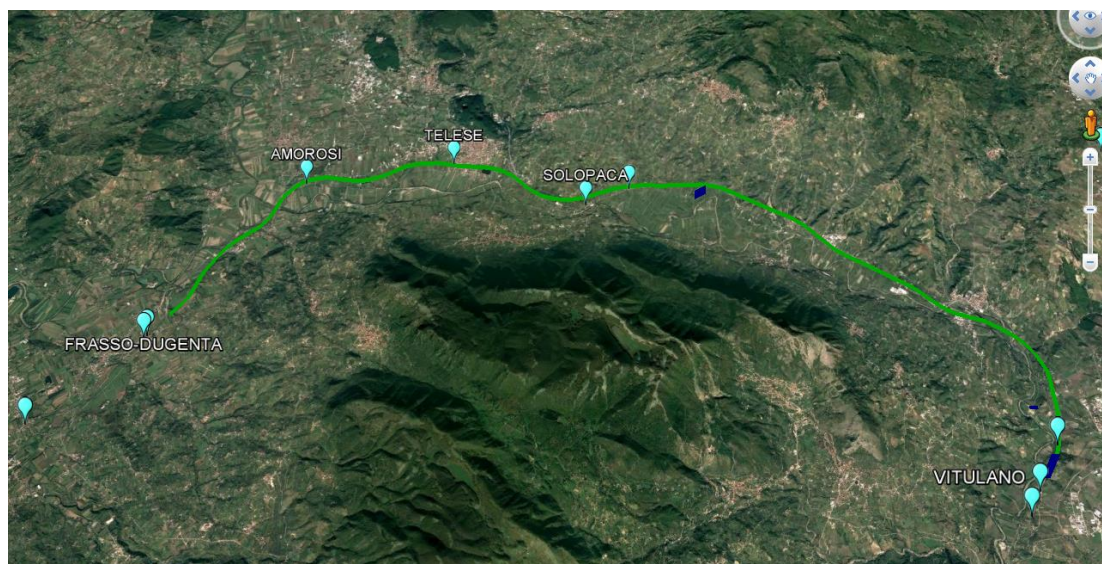 TELESE
AMOROSI
SOLOPACA
FRASSO-DUGENTA
VITULANO